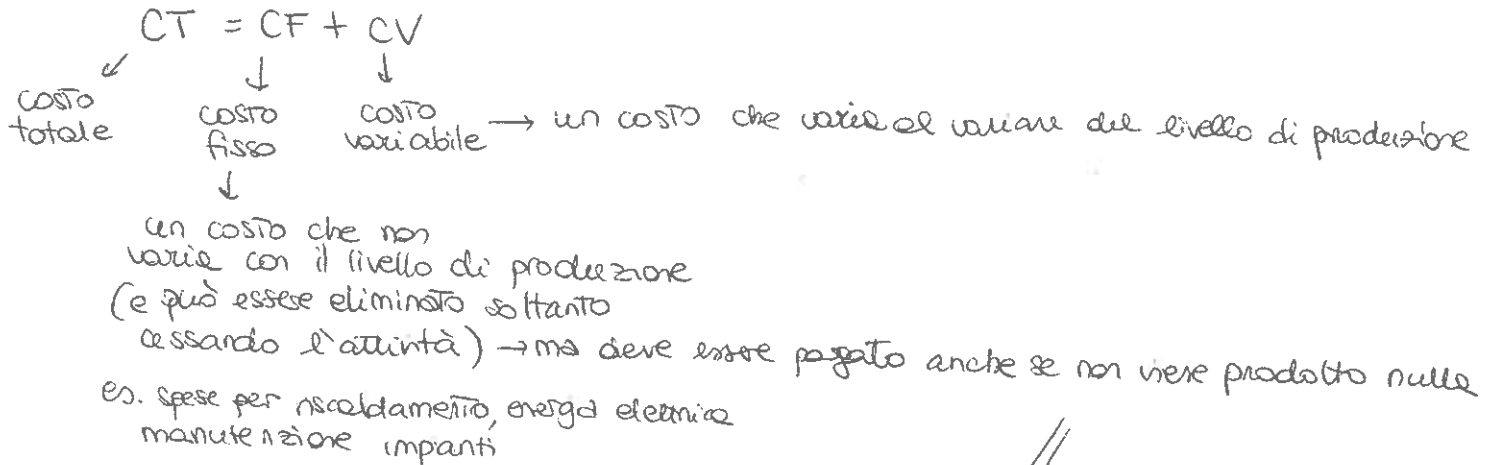 CT = CF + CV
costo totale
costo fisso
costo variabile → un costo che varia al variare del livello di produzione
un costo che non
varia con il livello di produzione
(e può essese eliminato soltanto
cessando l'attività) → ma deve essere pagato anche se non viene prodotto nulla
es. spese per riscaldamento, energia elettrica
manutenzione impianti